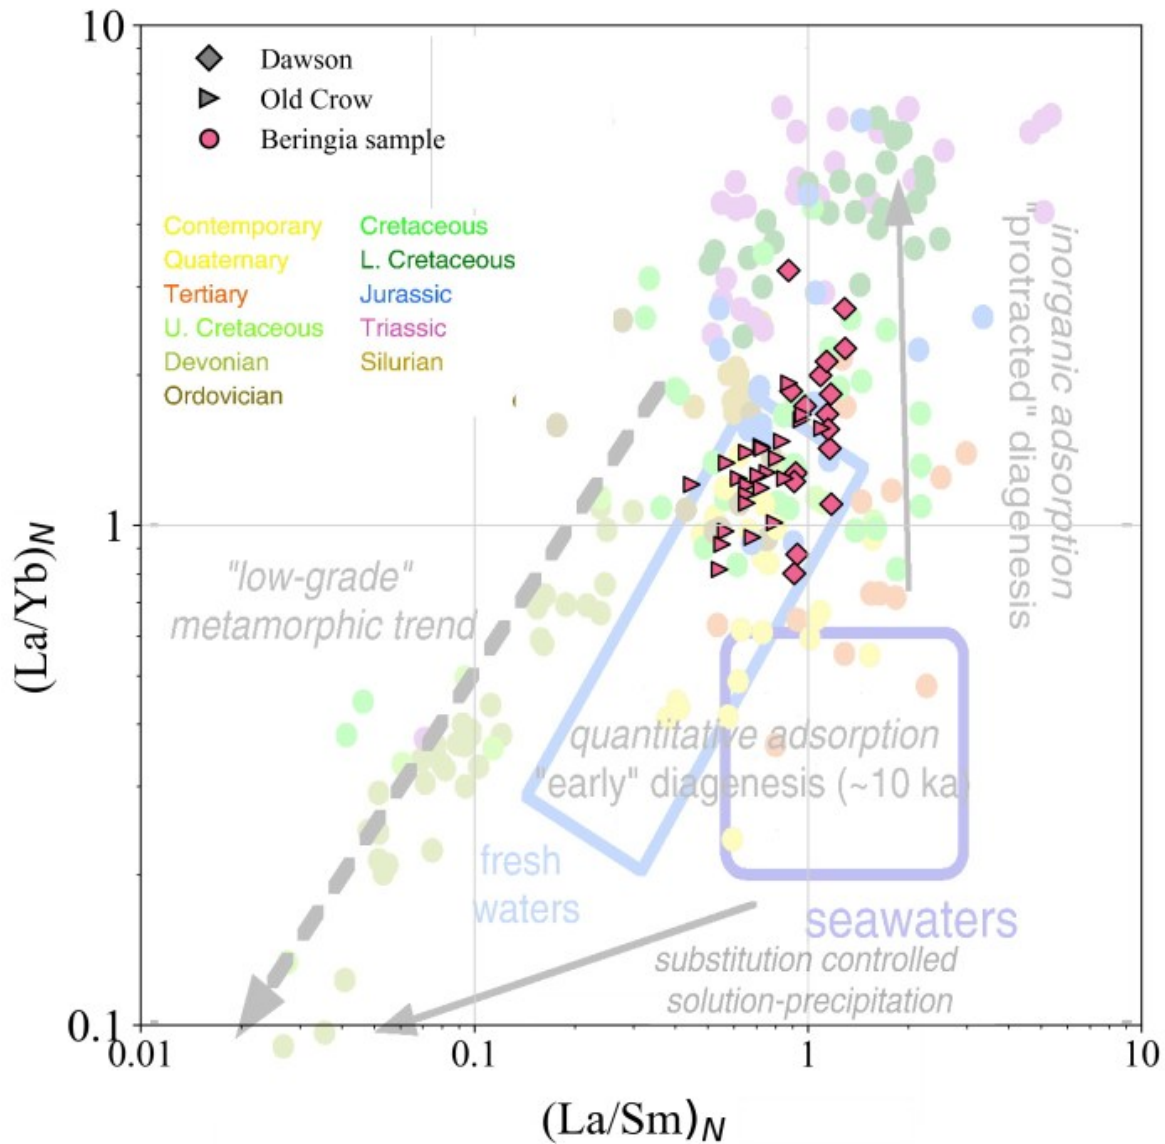 10
Dawson
Old Crow
Beringia sample
Contemporary
Cretaceous
Quaternary
L. Cretaceous
Tertiary
Jurassic
U. Cretaceous
Triassic
Devonian
Silurian
Ordovician
inorganic adsorption
"protracted" diagenesis
(La/Yb)N
1
"low-grade"
metamorphic trend
quantitative adsorption
"early" diagenesis (~10 ka)
fresh
waters
seawaters
substitution controlled
solution-precipitation
0.1
0.01
0.1
1
10
(La/Sm)N